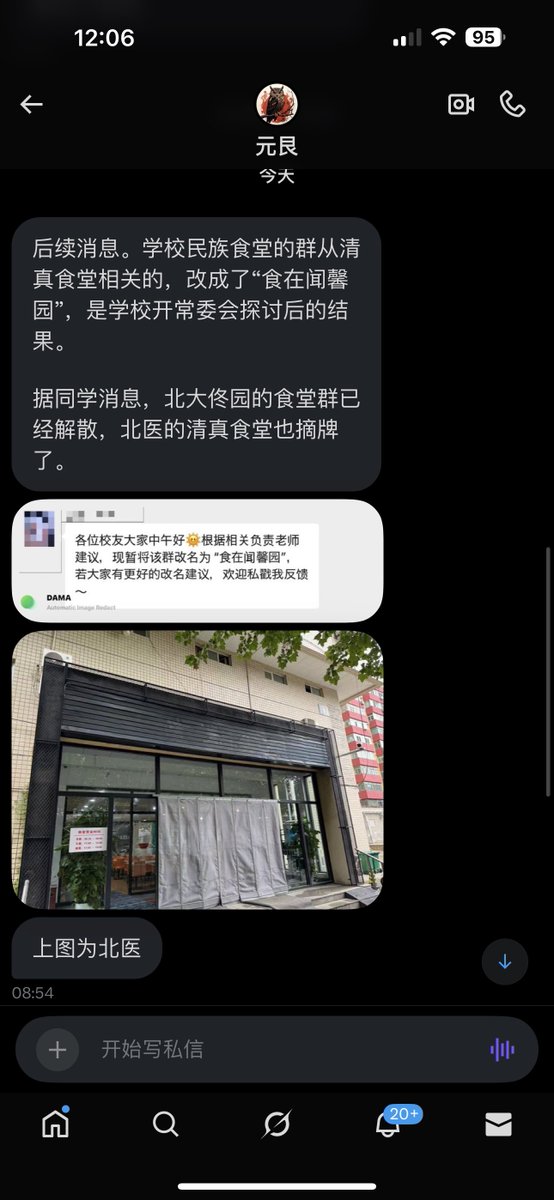 12:06
95
元艮
今天
后续消息。学校民族食堂的群从清
真食堂相关的，改成了“食在闻馨
园”，是学校开常委会探讨后的结
果。
据同学消息，北大佟园的食堂群已
经解散，北医的清真食堂也摘牌
了。
各位校友大家中午好🌞根据相关负责老师
建议，现暂将该群改名为 “食在闻馨园”，
若大家有更好的改名建议，欢迎私戳我反馈
～
DAMA
Automatic Image Redact
上图为北医
08:54
开始写私信
20+